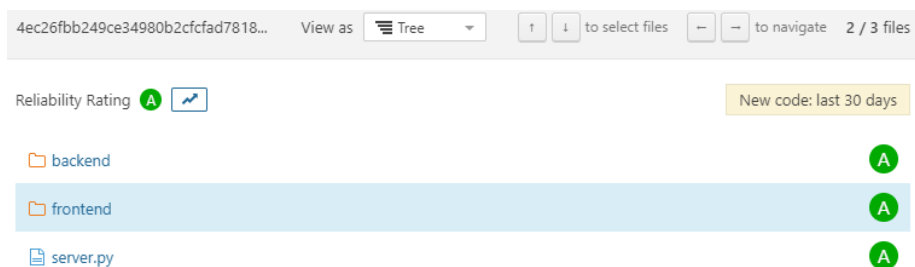 4ec26fbb249ce34980b2cfcfad7818... View as Tree ↑ ↓ to select files ← → to navigate 2 / 3 files
Reliability Rating A New code: last 30 days
backend A
frontend A
server.py A